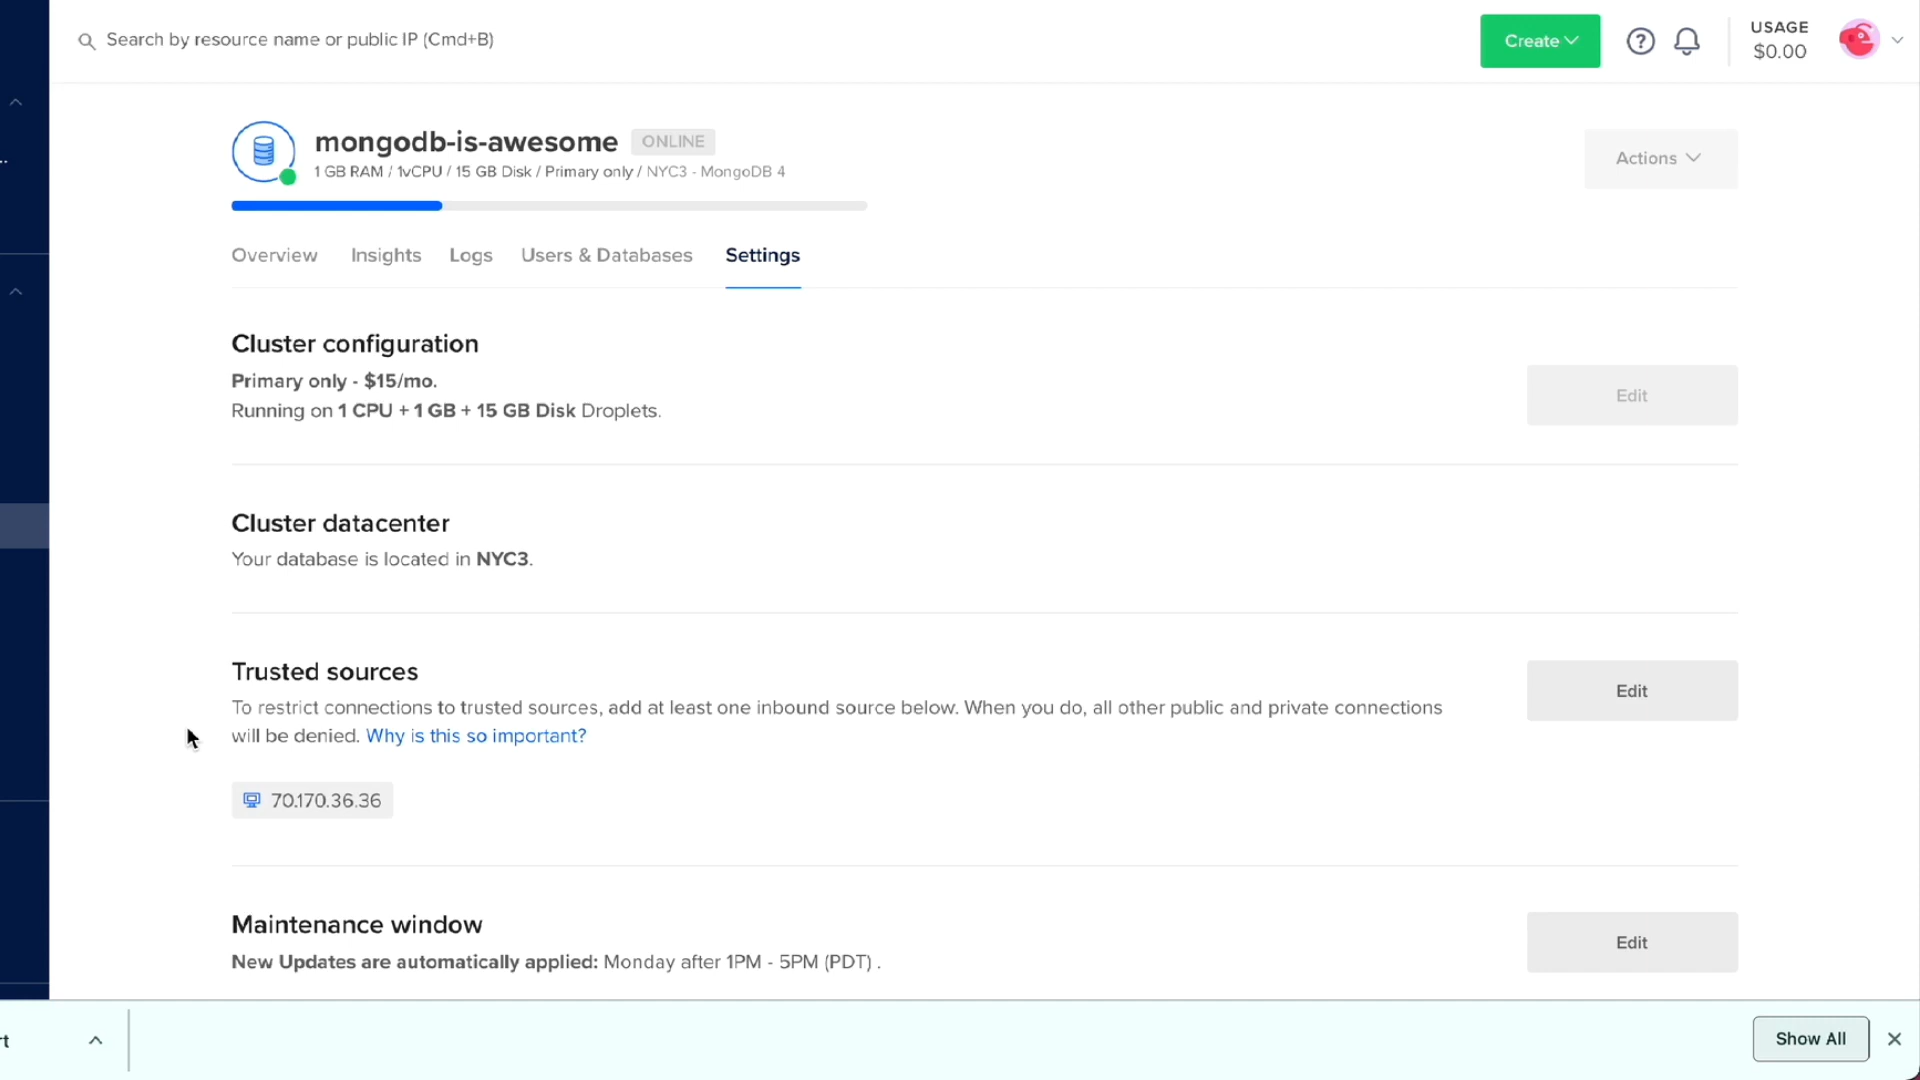 Search by resource name or public IP (Cmd+B)
Create
USAGE
$0.00
mongodb-is-awesome
ONLINE
1 GB RAM / 1vCPU / 15 GB Disk / Primary only / NYC3 - MongoDB 4
Actions
Overview
Insights
Logs
Users & Databases
Settings
Cluster configuration
Primary only - $15/mo.
Running on 1 CPU + 1 GB + 15 GB Disk Droplets.
Edit
Cluster datacenter
Your database is located in NYC3.
Trusted sources
To restrict connections to trusted sources, add at least one inbound source below. When you do, all other public and private connections
will be denied. Why is this so important?
Edit
70.170.36.36
Maintenance window
New Updates are automatically applied: Monday after 1PM - 5PM (PDT) .
Edit
Show All